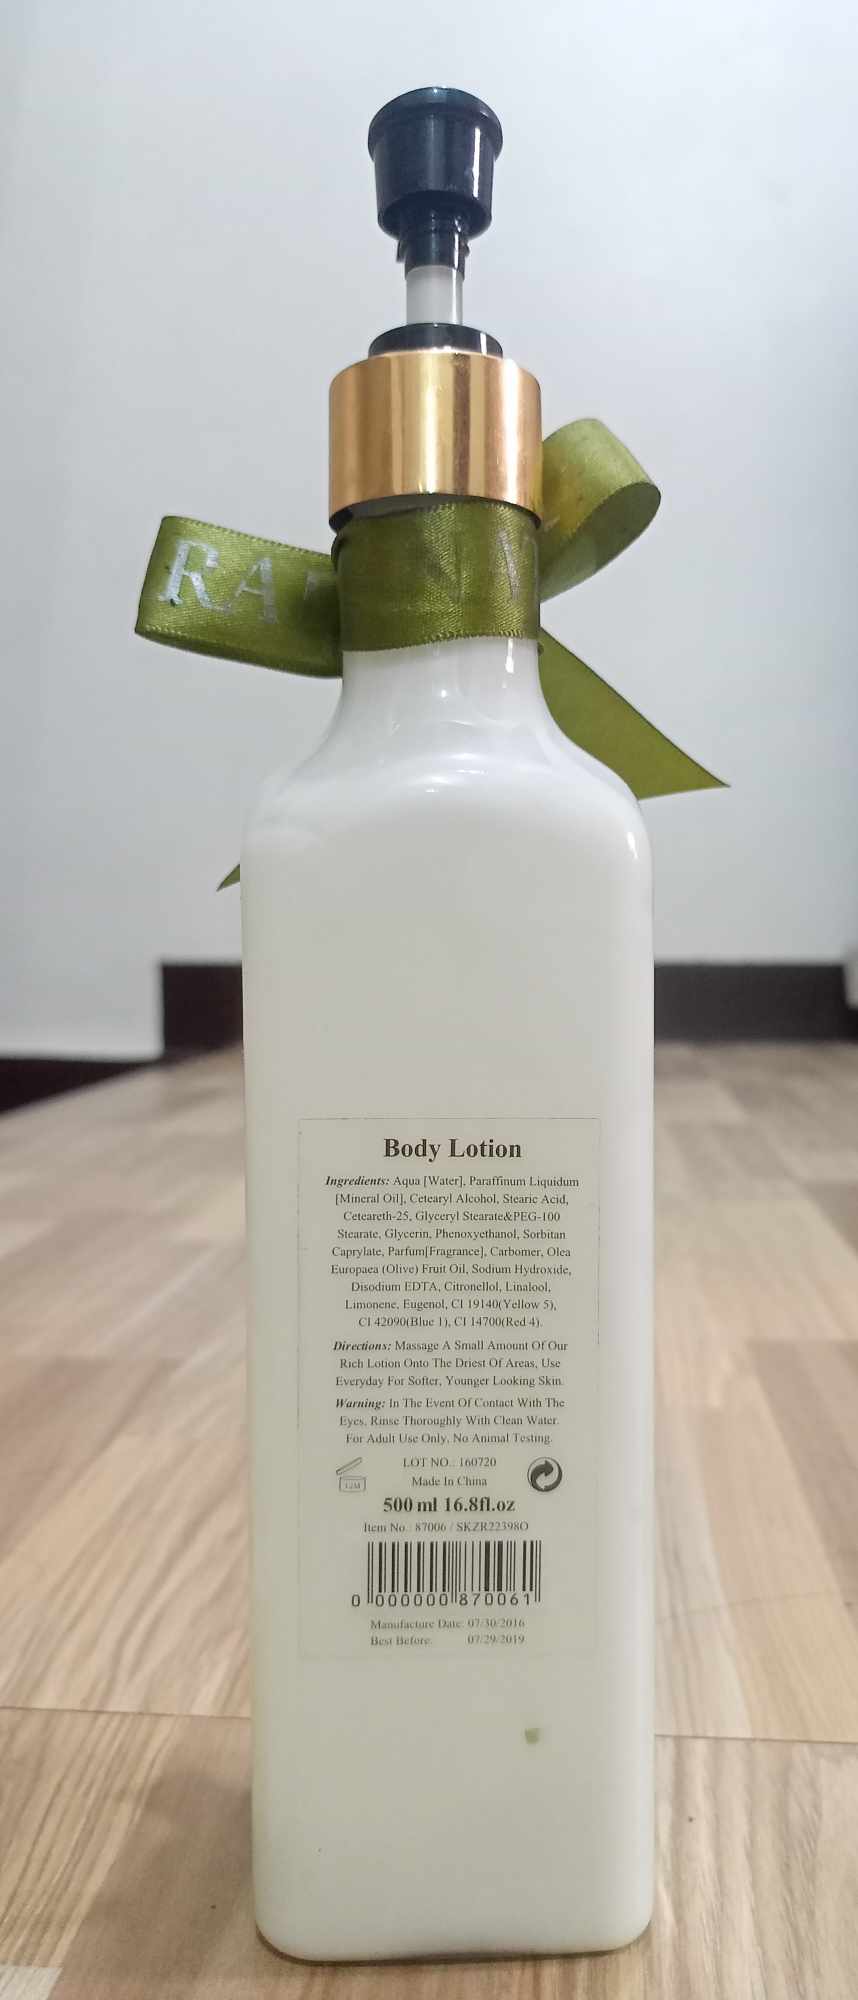 Body Lotion
Ingredients: Aqua [Water], Paraffinum Liquidum
[Mineral Oil], Cetearyl Alcohol, Stearic Acid,
Ceteareth-25, Glyceryl Stearate&PEG-100
Stearate, Glycerin, Phenoxyethanol, Sorbitan
Caprylate, Parfum[Fragrance], Carbomer, Olea
Europaea (Olive) Fruit Oil, Sodium Hydroxide,
Disodium EDTA, Citronellol, Linalool,
Limonene, Eugenol, CI 19140(Yellow 5),
CI 42090(Blue 1), CI 14700(Red 4).
Directions: Massage A Small Amount Of Our
Rich Lotion Onto The Driest Of Areas, Use
Everyday For Softer, Younger Looking Skin.
Warning: In The Event Of Contact With The
Eyes, Rinse Thoroughly With Clean Water.
For Adult Use Only, No Animal Testing.
12M
LOT NO.: 160720
Made In China
500 ml 16.8fl.oz
Item No.: 87006 / SKZR22398O
0 000000 870061
Manufacture Date: 07/30/2016
Best Before: 07/29/2019